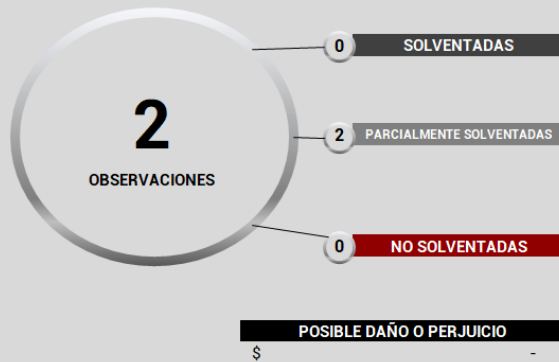 2
OBSERVACIONES
0 SOLVENTADAS
2 PARCIALMENTE SOLVENTADAS
0 NO SOLVENTADAS
POSIBLE DAÑO O PERJUICIO
$ -